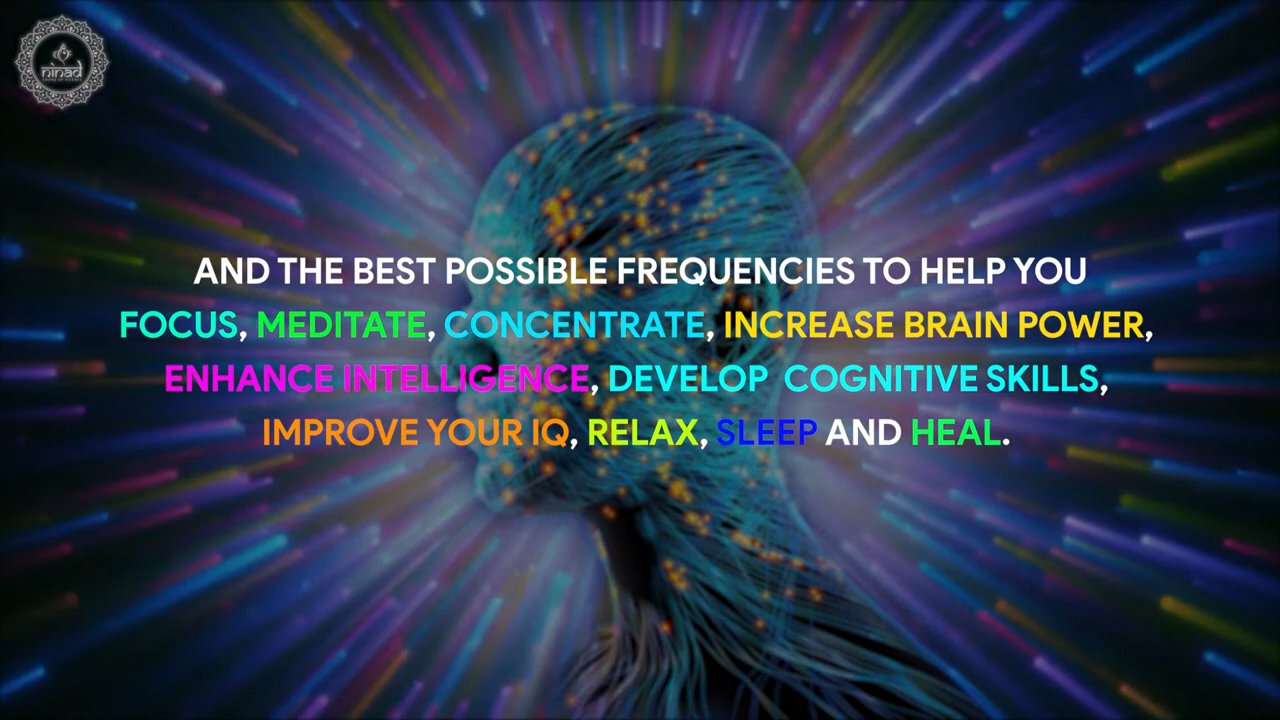 ninad
AND THE BEST POSSIBLE FREQUENCIES TO HELP YOU
FOCUS, MEDITATE, CONCENTRATE, INCREASE BRAIN POWER,
ENHANCE INTELLIGENCE, DEVELOP COGNITIVE SKILLS,
IMPROVE YOUR IQ, RELAX, SLEEP AND HEAL.